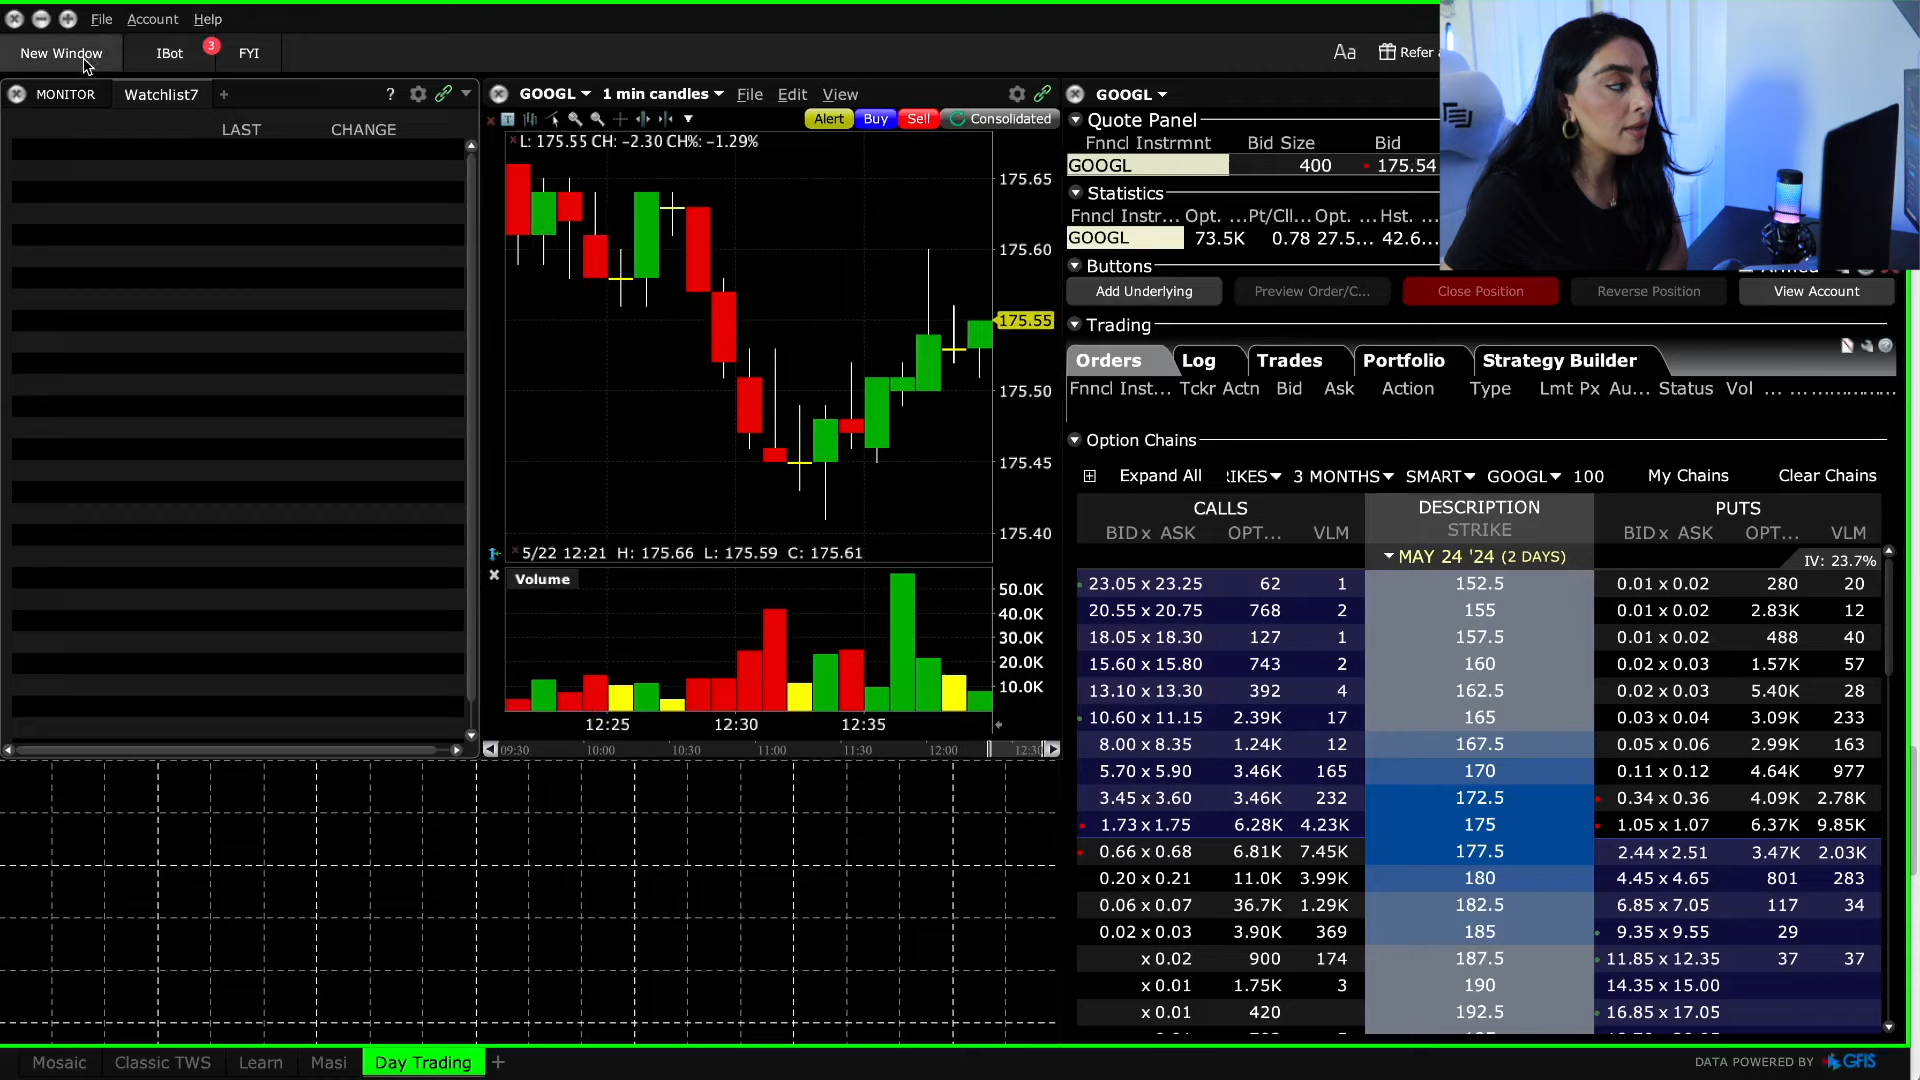 File Account Help
New Window IBot 3 FYI
Aa Refer
MONITOR Watchlist7 + ?
LAST CHANGE
GOOGL 1 min candles File Edit View
Alert Buy Sell Consolidated
L: 175.55 CH: −2.30 CH%: −1.29%
175.65
175.60
175.55
175.50
175.45
175.40
5/22 12:21 H: 175.66 L: 175.59 C: 175.61
Volume
50.0K
40.0K
30.0K
20.0K
10.0K
12:25 12:30 12:35
09:30 10:00 10:30 11:00 11:30 12:00 12:30
GOOGL
Quote Panel
Fnncl Instrmnt Bid Size Bid
GOOGL 400 175.54
Statistics
Fnncl Instr... Opt. ...Pt/Cll... Opt. ... Hst. ...
GOOGL 73.5K 0.78 27.5... 42.6...
Buttons
Add Underlying Preview Order/C... Close Position Reverse Position View Account
Trading
Orders Log Trades Portfolio Strategy Builder
Fnncl Inst... Tckr Actn Bid Ask Action Type Lmt Px Au... Status Vol
Option Chains
Expand All IKES 3 MONTHS SMART GOOGL 100 My Chains Clear Chains
CALLS DESCRIPTION PUTS
BID x ASK OPT... VLM STRIKE BID x ASK OPT... VLM
MAY 24 '24 (2 DAYS) IV: 23.7%
23.05 x 23.25 62 1 152.5 0.01 x 0.02 280 20
20.55 x 20.75 768 2 155 0.01 x 0.02 2.83K 12
18.05 x 18.30 127 1 157.5 0.01 x 0.02 488 40
15.60 x 15.80 743 2 160 0.02 x 0.03 1.57K 57
13.10 x 13.30 392 4 162.5 0.02 x 0.03 5.40K 28
10.60 x 11.15 2.39K 17 165 0.03 x 0.04 3.09K 233
8.00 x 8.35 1.24K 12 167.5 0.05 x 0.06 2.99K 163
5.70 x 5.90 3.46K 165 170 0.11 x 0.12 4.64K 977
3.45 x 3.60 3.46K 232 172.5 0.34 x 0.36 4.09K 2.78K
1.73 x 1.75 6.28K 4.23K 175 1.05 x 1.07 6.37K 9.85K
0.66 x 0.68 6.81K 7.45K 177.5 2.44 x 2.51 3.47K 2.03K
0.20 x 0.21 11.0K 3.99K 180 4.45 x 4.65 801 283
0.06 x 0.07 36.7K 1.29K 182.5 6.85 x 7.05 117 34
0.02 x 0.03 3.90K 369 185 9.35 x 9.55 29
x 0.02 900 174 187.5 11.85 x 12.35 37 37
x 0.01 1.75K 3 190 14.35 x 15.00
x 0.01 420 192.5 16.85 x 17.05
Mosaic Classic TWS Learn Masi Day Trading +
DATA POWERED BY GFIS